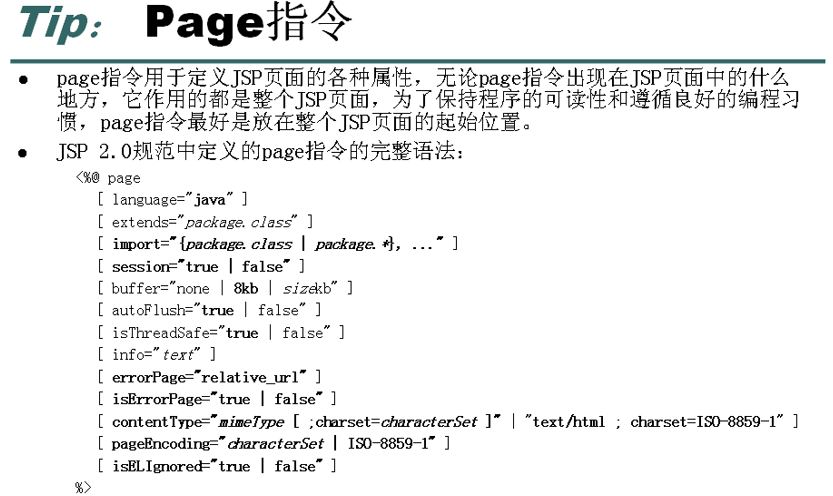 Tip: Page指令
● page指令用于定义JSP页面的各种属性，无论page指令出现在JSP页面中的什么
地方，它作用的都是整个JSP页面，为了保持程序的可读性和遵循良好的编程习
惯，page指令最好是放在整个JSP页面的起始位置。
● JSP 2.0规范中定义的page指令的完整语法：
<%@ page
[ language="java" ]
[ extends="package.class" ]
[ import="{package.class | package.*}, ..." ]
[ session="true | false" ]
[ buffer="none | 8kb | sizekb" ]
[ autoFlush="true | false" ]
[ isThreadSafe="true | false" ]
[ info="text" ]
[ errorPage="relative_url" ]
[ isErrorPage="true | false" ]
[ contentType="mimeType [ ;charset=characterSet ]" | "text/html ; charset=ISO-8859-1" ]
[ pageEncoding="characterSet | ISO-8859-1" ]
[ isELIgnored="true | false" ]
%>